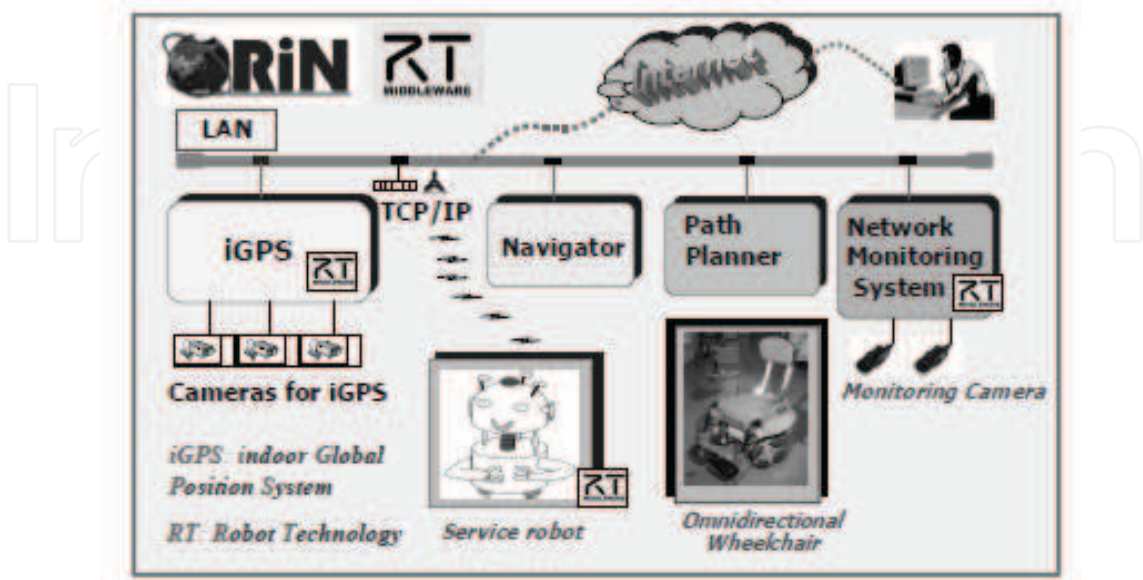 ORiN
RT
MIDDLEWARE
Internet
LAN
TCP/IP
iGPS
RT
Navigator
Path
Planner
Network
Monitoring
System
RT
Cameras for iGPS
Monitoring Camera
iGPS: indoor Global
Position System
RT: Robot Technology
RT
Service robot
Omnidirectional
Wheelchair